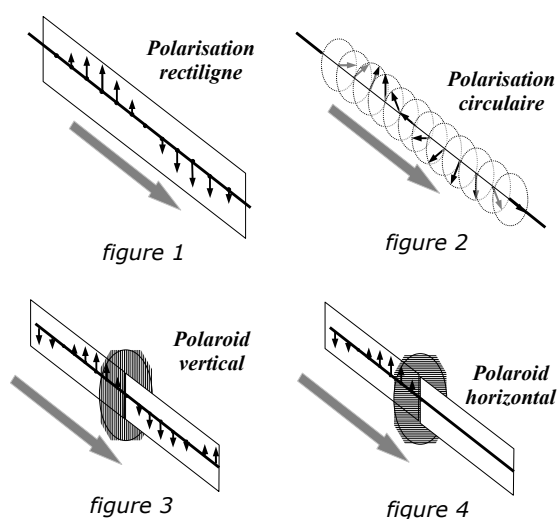 Polarisation
rectiligne
figure 1
Polarisation
circulaire
figure 2
Polaroid
vertical
figure 3
Polaroid
horizontal
figure 4